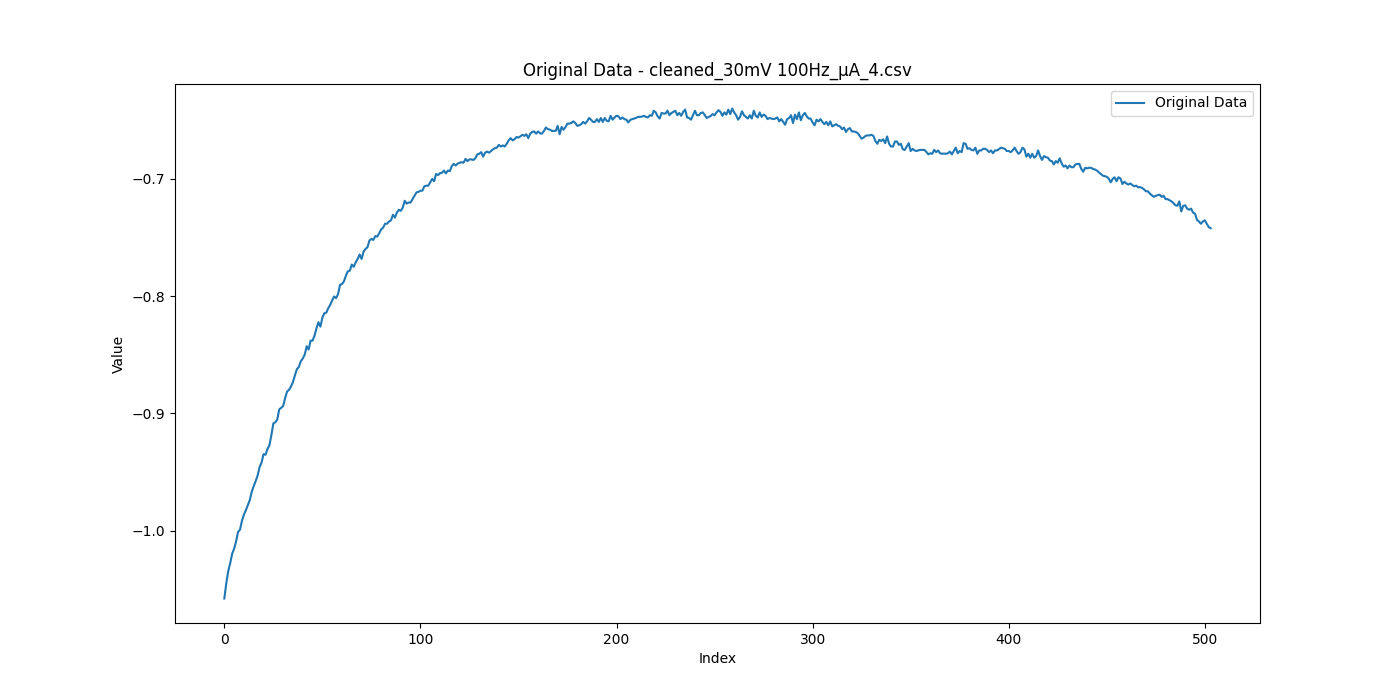 Original Data - cleaned_30mV 100Hz_μA_4.csv
Original Data
−0.7
−0.8
−0.9
−1.0
Value
0
100
200
300
400
500
Index